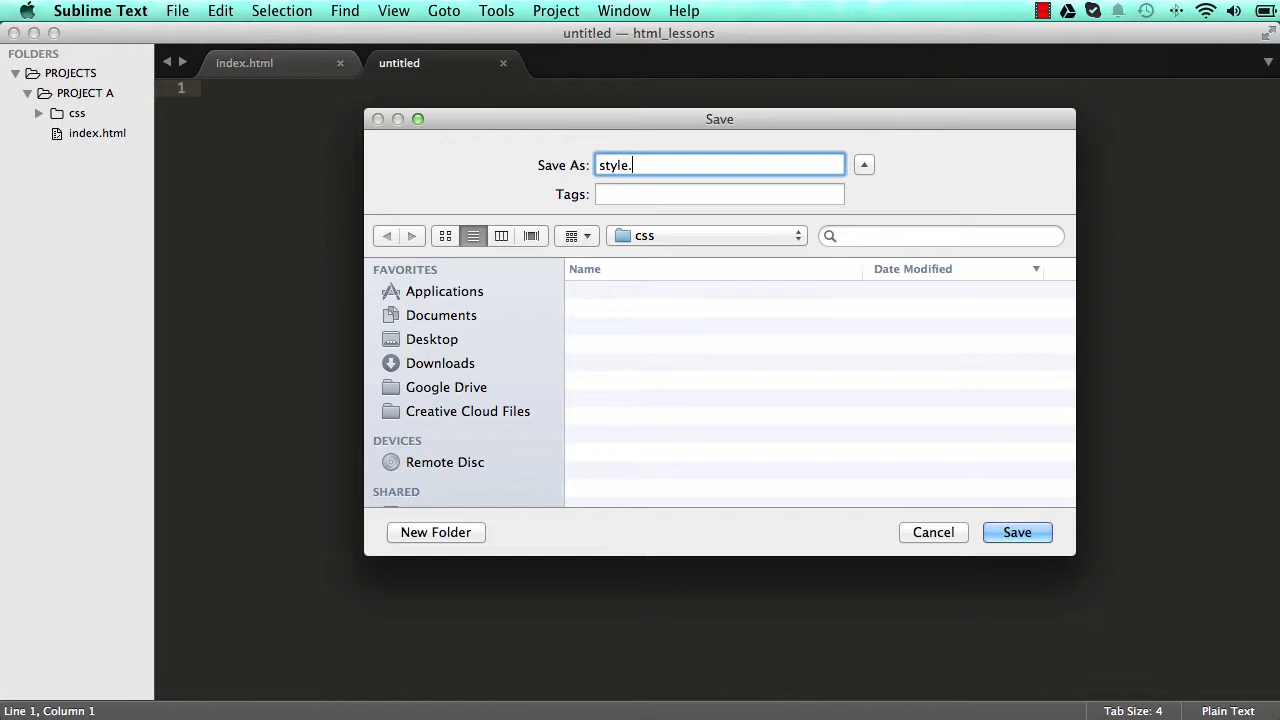 Sublime Text File Edit Selection Find View Goto Tools Project Window Help
untitled — html_lessons
FOLDERS
PROJECTS
PROJECT A
css
index.html
index.html × untitled ×
1
Save
Save As: style.
Tags:
css
FAVORITES
Applications
Documents
Desktop
Downloads
Google Drive
Creative Cloud Files
DEVICES
Remote Disc
SHARED
Name Date Modified
New Folder Cancel Save
Line 1, Column 1 Tab Size: 4 Plain Text